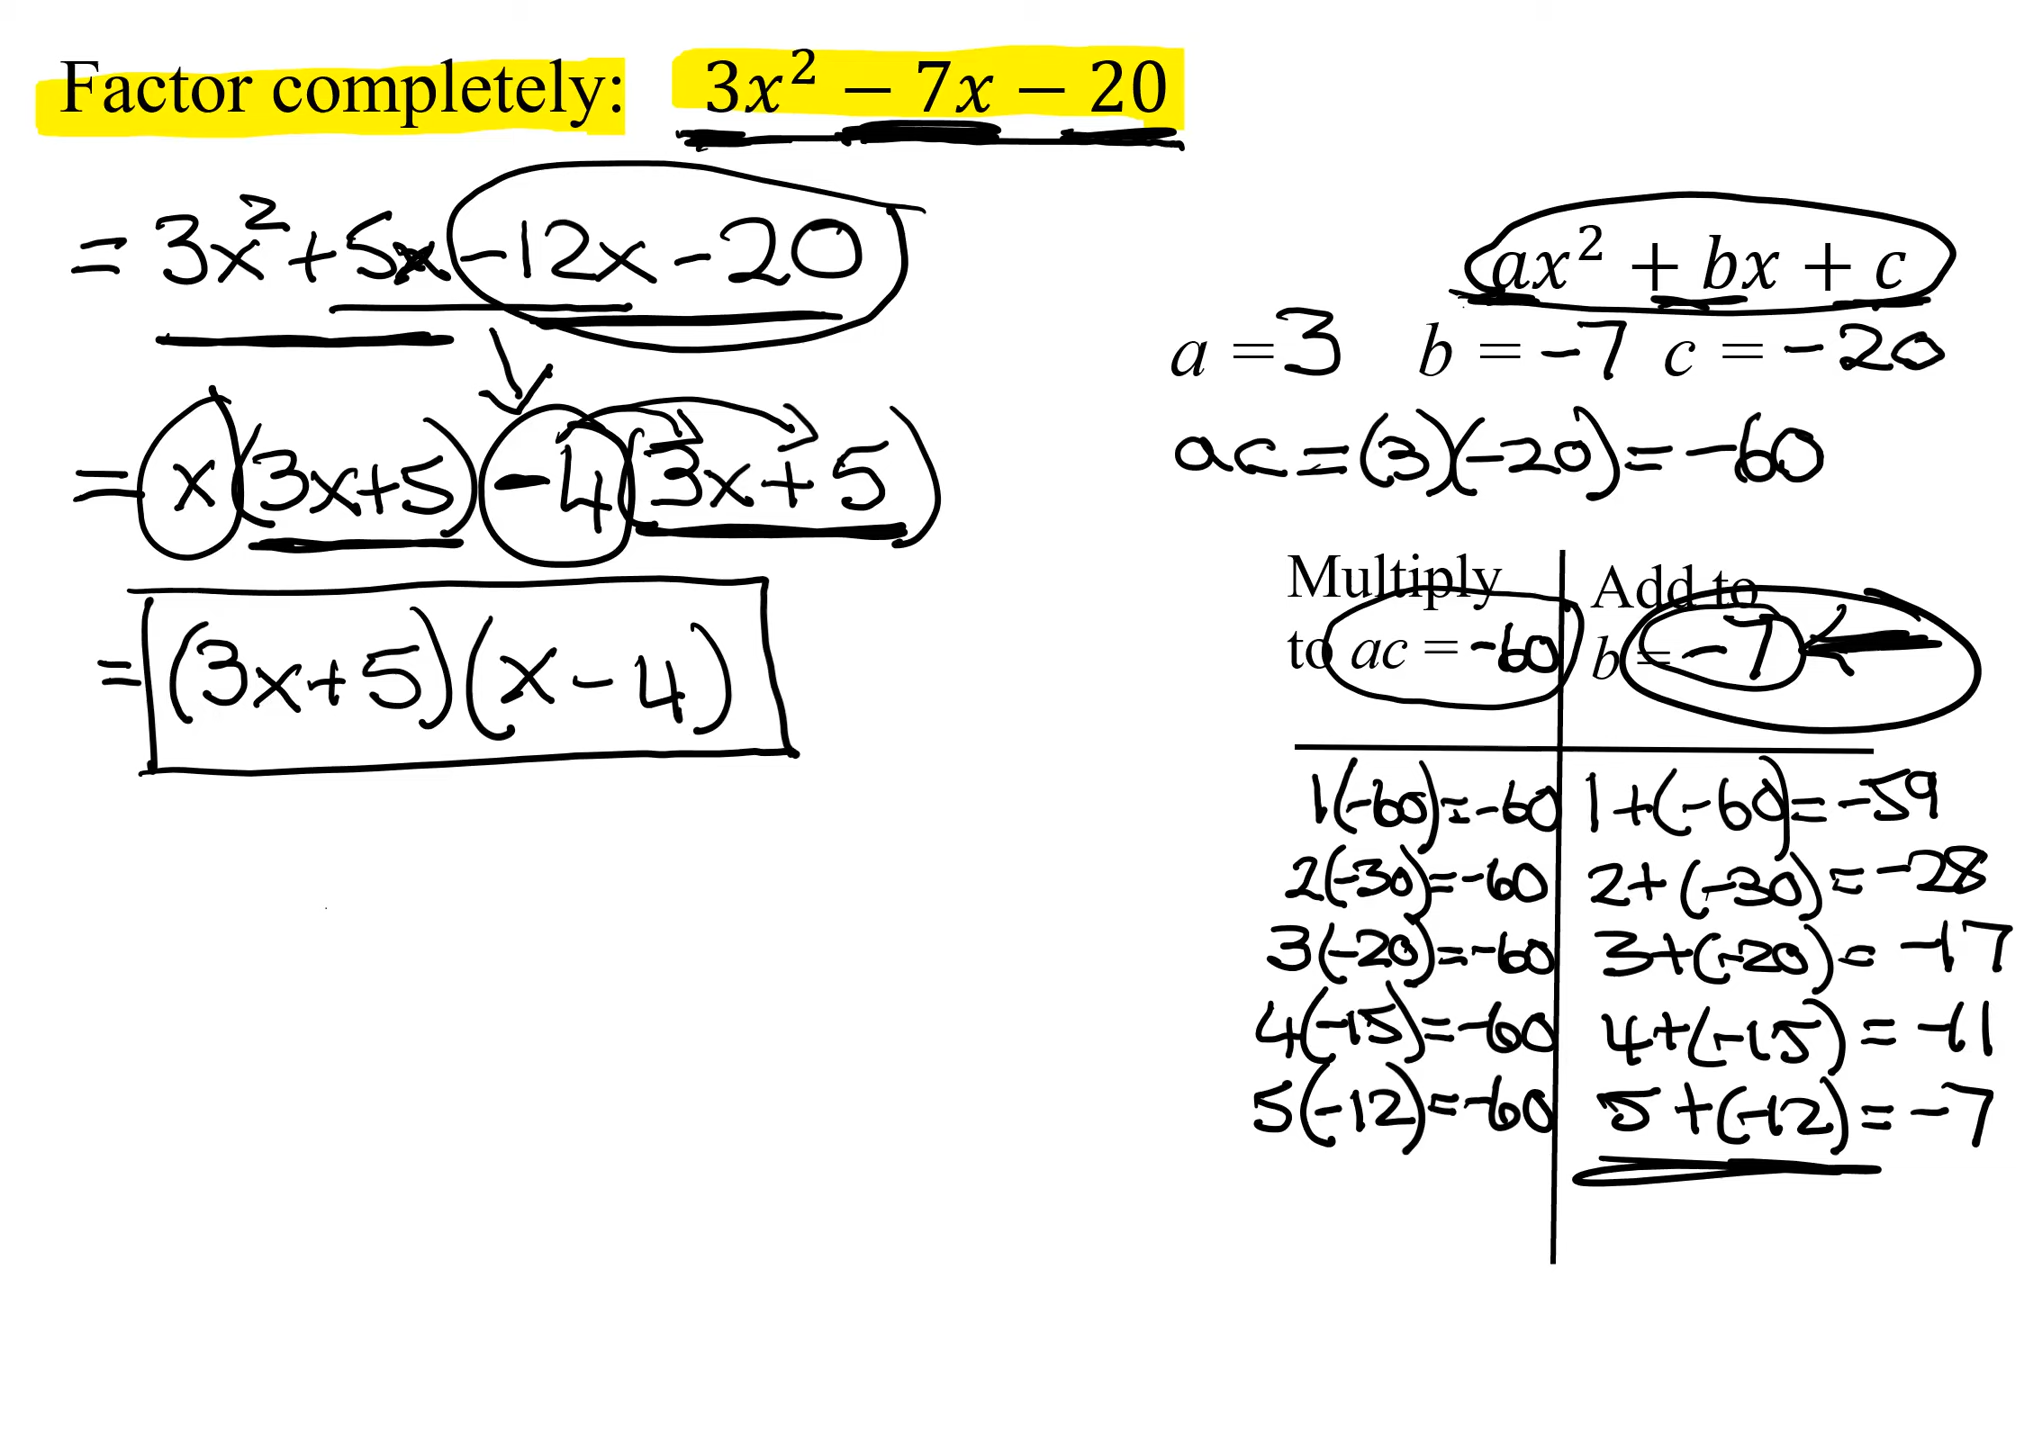 Factor completely: 3x² − 7x − 20
= 3x² + 5x − 12x − 20
= x(3x+5) − 4(3x+5)
= (3x+5)(x − 4)
ax² + bx + c
a = 3 b = −7 c = −20
ac = (3)(−20) = −60
Multiply to ac = −60
Add to b = −7
1(−60) = −60 1+(−60) = −59
2(−30) = −60 2+(−30) = −28
3(−20) = −60 3+(−20) = −17
4(−15) = −60 4+(−15) = −11
5(−12) = −60 5+(−12) = −7